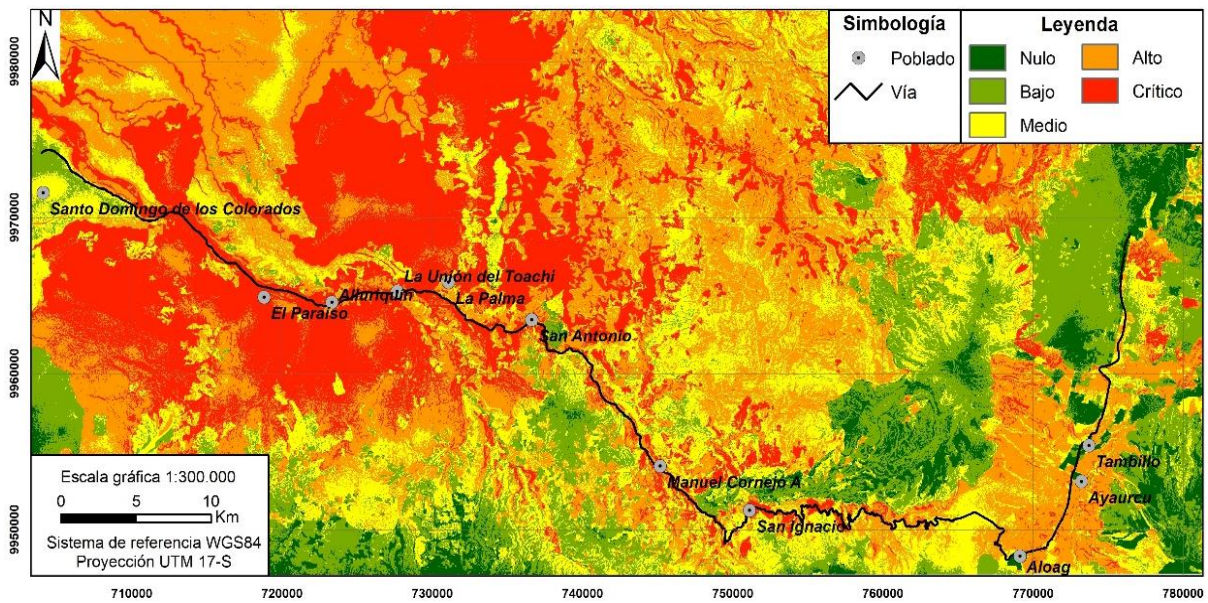 N
Simbología
Poblado
Vía
Leyenda
Nulo
Alto
Bajo
Crítico
Medio
9980000
9970000
9960000
9950000
Santo Domingo de los Colorados
La Unión del Toachi
Alluriquín
La Palma
El Paraíso
San Antonio
Manuel Cornejo A
San Ignacio
Tambillo
Ayaurcu
Aloag
Escala gráfica 1:300.000
0 5 10
Km
Sistema de referencia WGS84
Proyección UTM 17-S
710000 720000 730000 740000 750000 760000 770000 780000